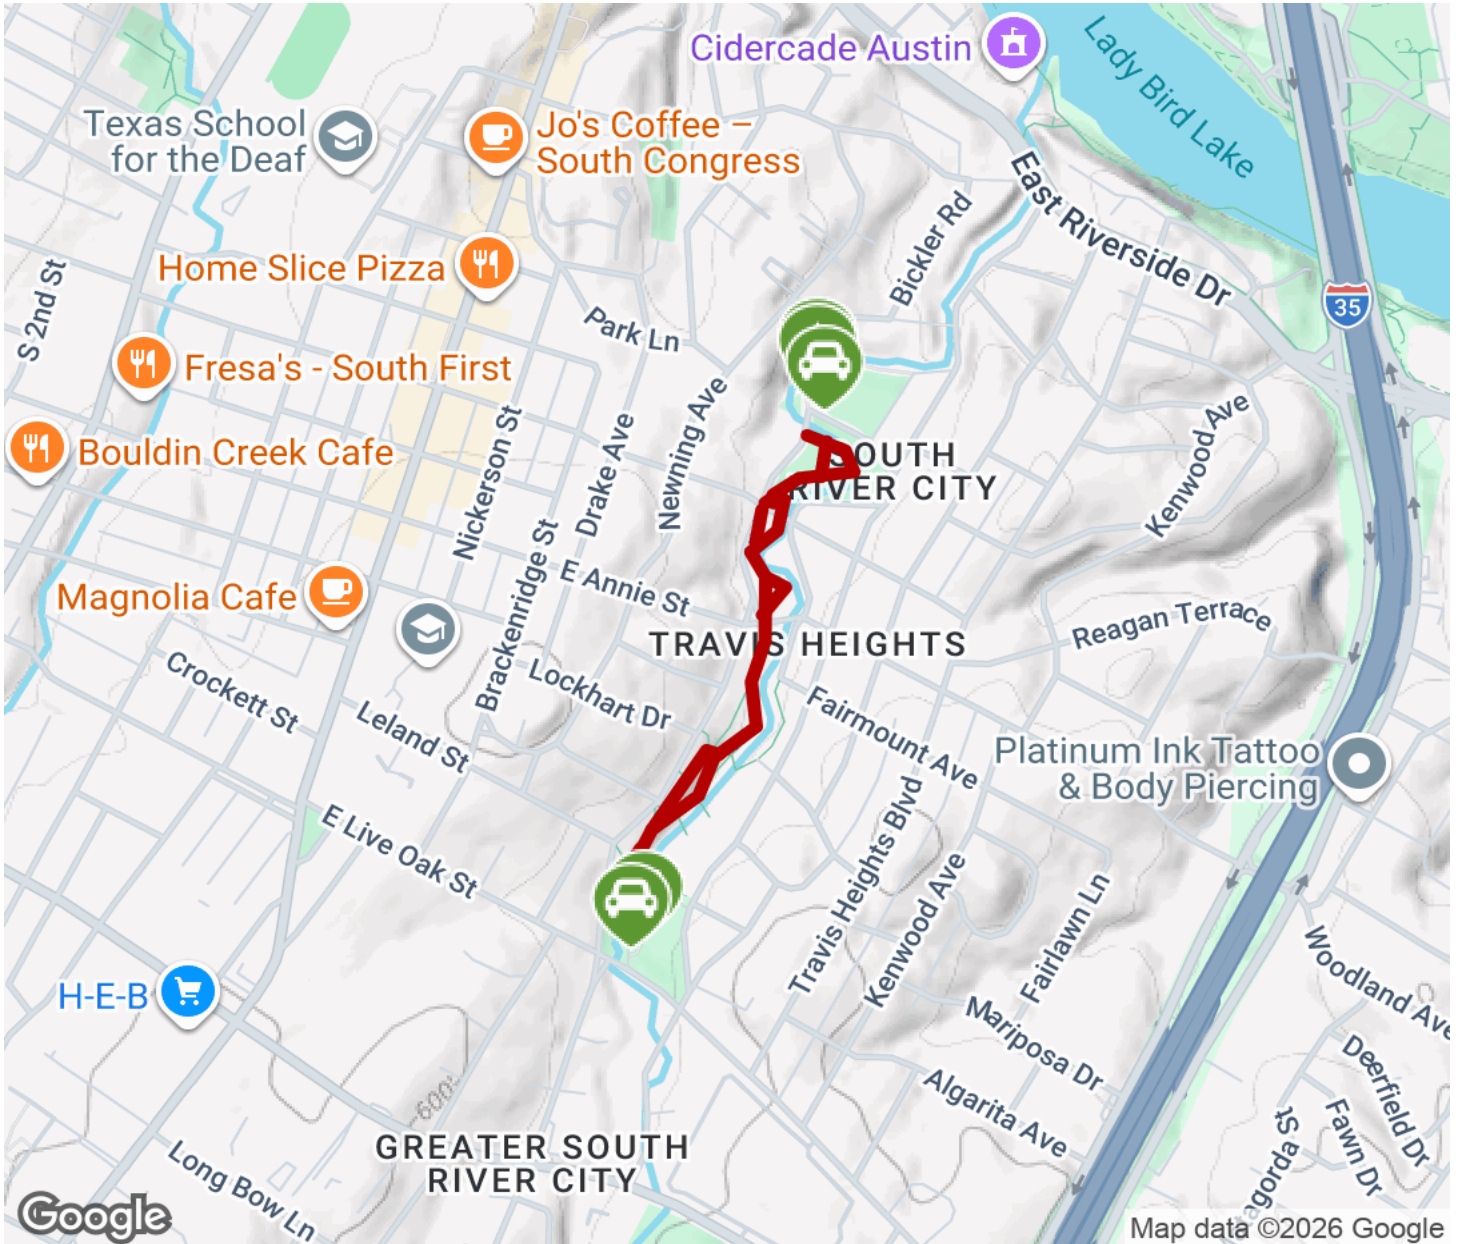 Cidercade Austin
Lady Bird Lake
Texas School
for the Deaf
Jo's Coffee –
South Congress
East Riverside Dr
Bickler Rd
35
Home Slice Pizza
S 2nd St
Park Ln
Fresa's - South First
Newning Ave
Drake Ave
Nickerson St
Kenwood Ave
Bouldin Creek Cafe
SOUTH
RIVER CITY
Brackenridge St
E Annie St
Magnolia Cafe
TRAVIS HEIGHTS
Reagan Terrace
Crockett St
Lockhart Dr
Leland St
Fairmount Ave
Platinum Ink Tattoo
& Body Piercing
E Live Oak St
Travis Heights Blvd
Kenwood Ave
Fairlawn Ln
Woodland Ave
H-E-B
Mariposa Dr
Deerfield Dr
Algarita Ave
600'
Fawn Dr
GREATER SOUTH
RIVER CITY
Long Bow Ln
Google
Map data ©2026 Google